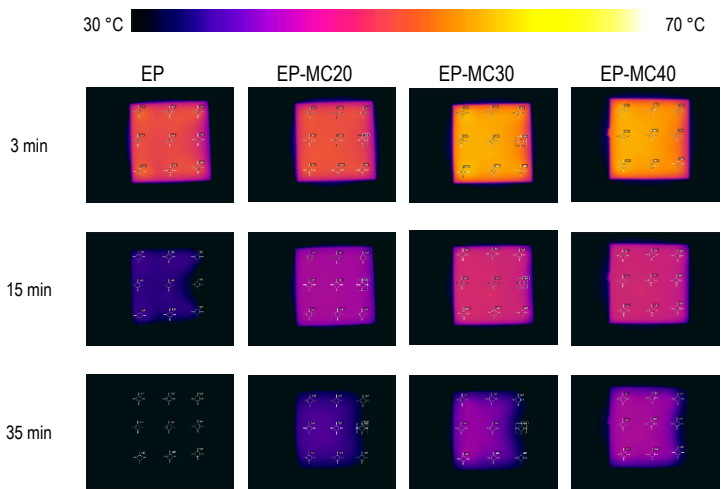 30 °C 70 °C
EP EP-MC20 EP-MC30 EP-MC40
3 min
15 min
35 min